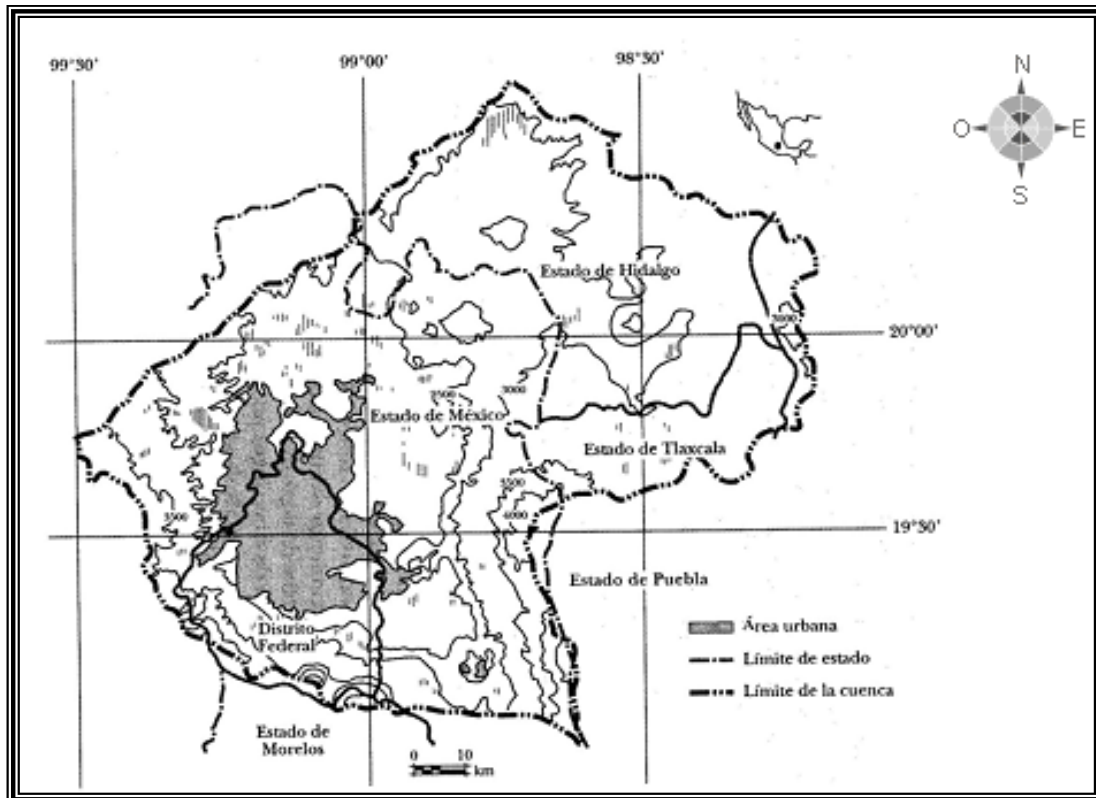 99°30'
99°00'
98°30'
N
O
E
S
Estado de Hidalgo
3000
20°00'
3500
3000
Estado de México
Estado de Tlaxcala
3500
4000
3500
19°30'
Estado de Puebla
Área urbana
Distrito
Federal
Límite de estado
Límite de la cuenca
Estado de
Morelos
0 10
km